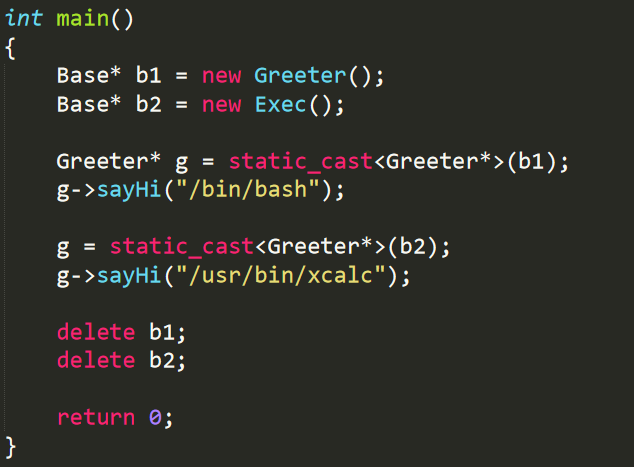 int main()
{
    Base* b1 = new Greeter();
    Base* b2 = new Exec();

    Greeter* g = static_cast<Greeter*>(b1);
    g->sayHi("/bin/bash");

    g = static_cast<Greeter*>(b2);
    g->sayHi("/usr/bin/xcalc");

    delete b1;
    delete b2;

    return 0;
}